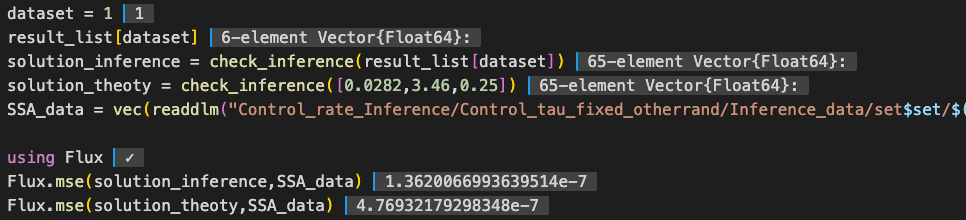 dataset = 1 1
result_list[dataset] 6-element Vector{Float64}:
solution_inference = check_inference(result_list[dataset]) 65-element Vector{Float64}:
solution_theoty = check_inference([0.0282,3.46,0.25]) 65-element Vector{Float64}:
SSA_data = vec(readdlm("Control_rate_Inference/Control_tau_fixed_otherrand/Inference_data/set$set/$(
using Flux ✓
Flux.mse(solution_inference,SSA_data) 1.3620066993639514e-7
Flux.mse(solution_theoty,SSA_data) 4.76932179298348e-7